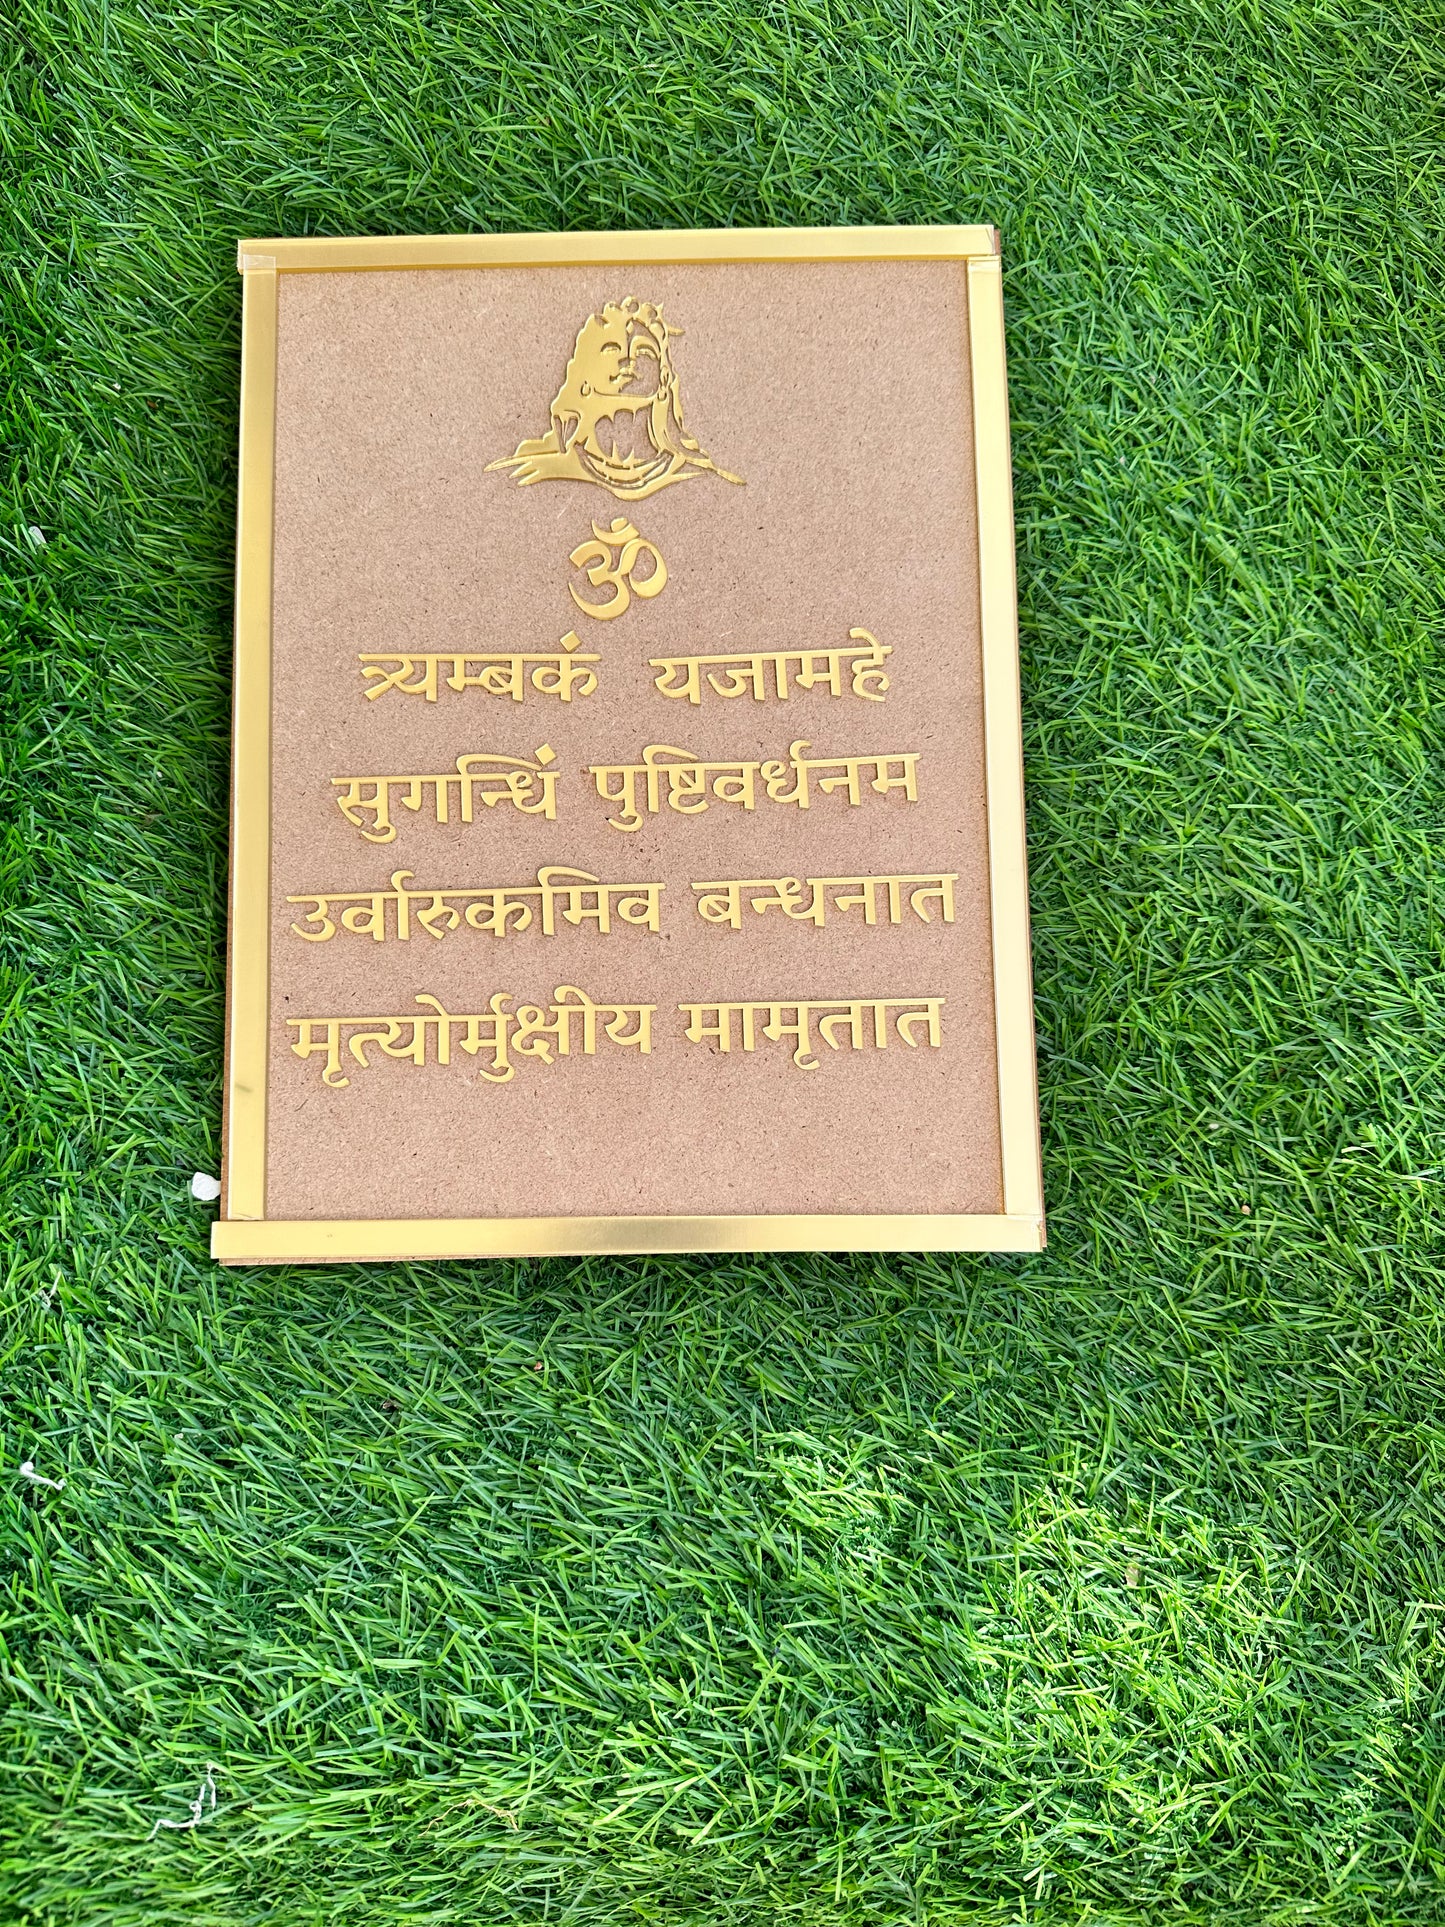 ॐ
त्र्यम्बकं यजामहे
सुगन्धिं पुष्टिवर्धनम
उर्वारुकमिव बन्धनात
मृत्योर्मुक्षीय मामृतात